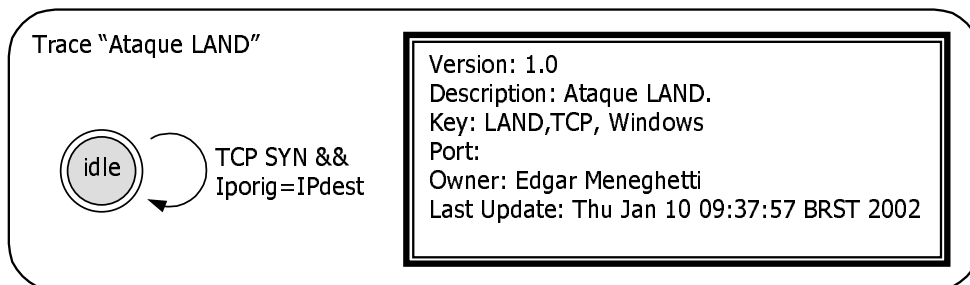 Trace “Ataque LAND”
idle
TCP SYN &&
Iporig=IPdest
Version: 1.0
Description: Ataque LAND.
Key: LAND,TCP, Windows
Port:
Owner: Edgar Meneghetti
Last Update: Thu Jan 10 09:37:57 BRST 2002